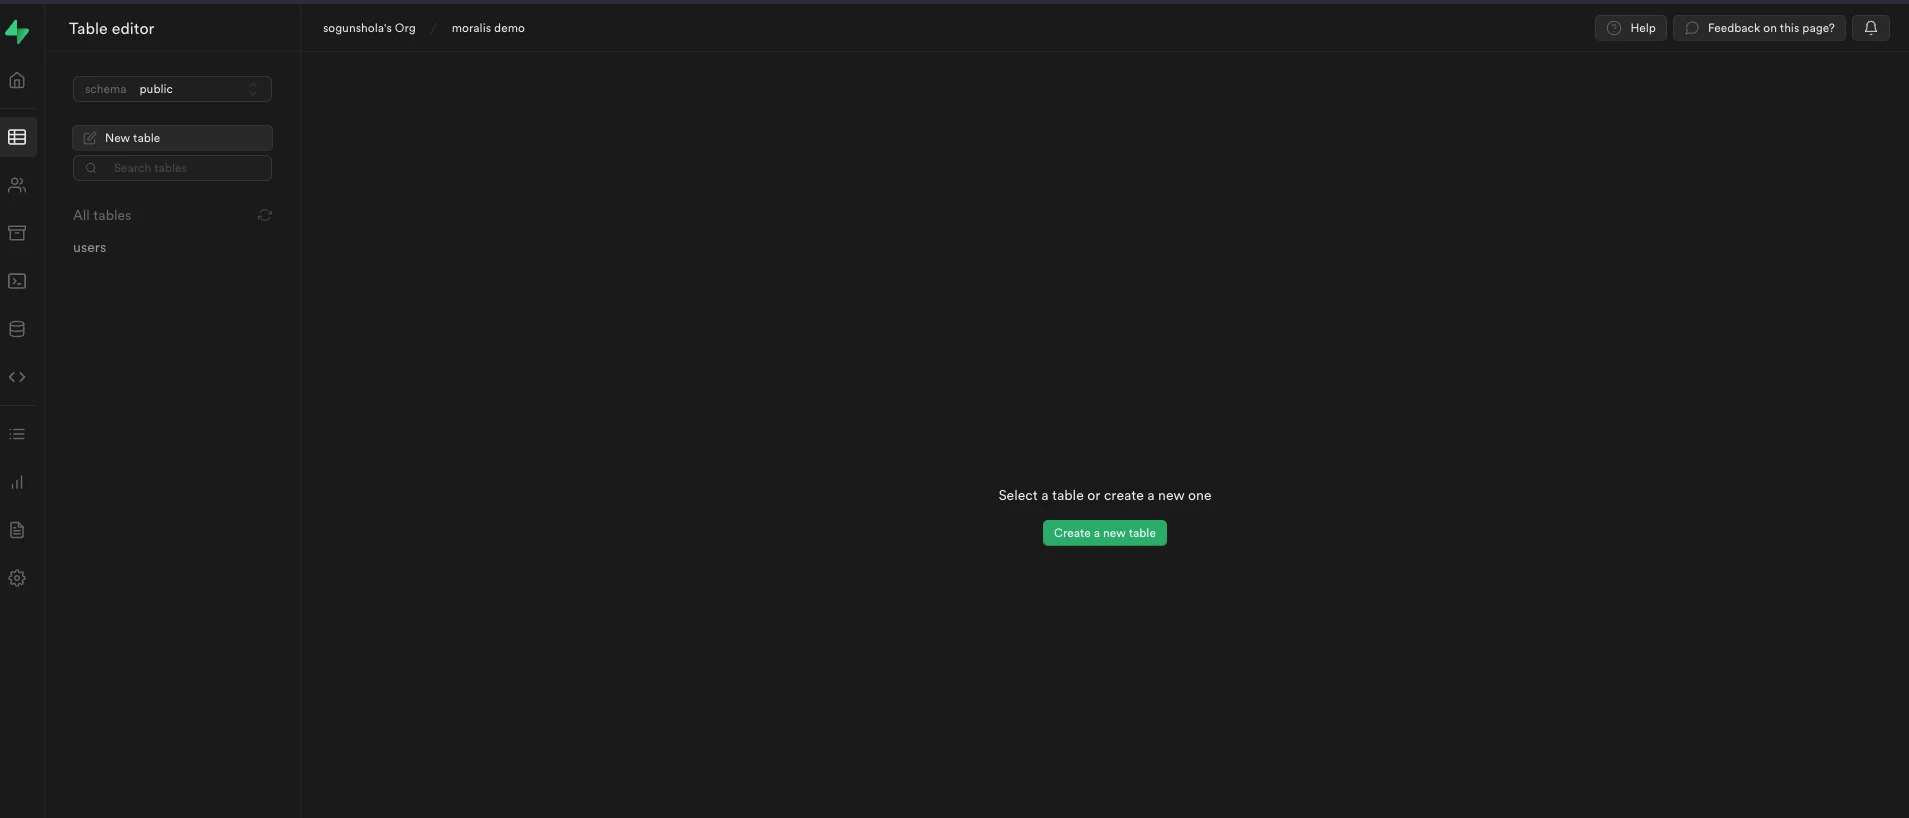 Table editor
sogunshola's Org / moralis demo
Help
Feedback on this page?
schema public
New table
Search tables
All tables
users
Select a table or create a new one
Create a new table